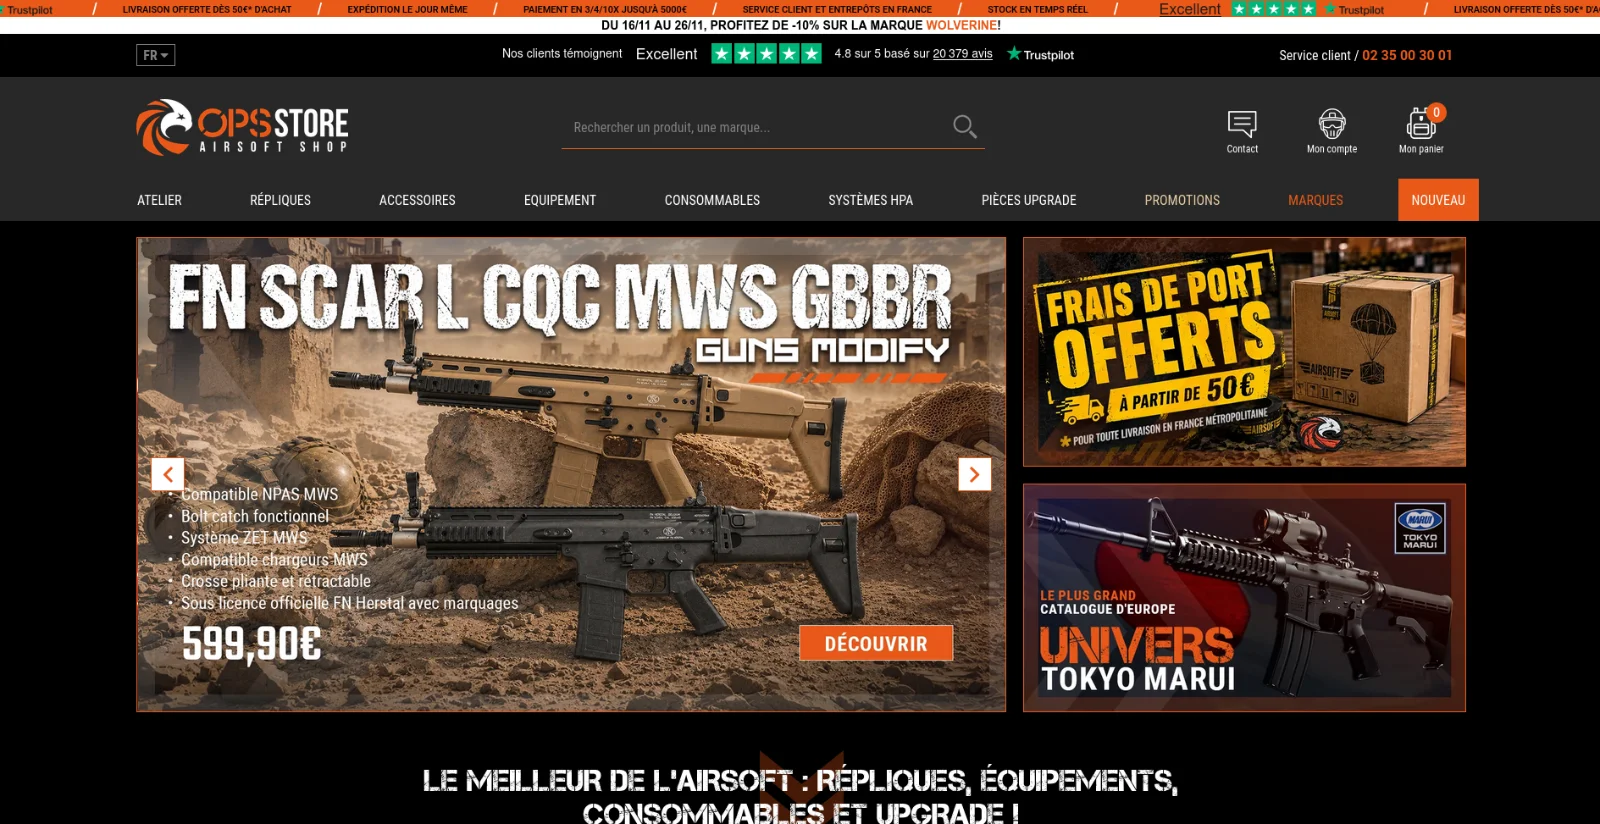 Trustpilot / LIVRAISON OFFERTE DÈS 50€* D'ACHAT / EXPÉDITION LE JOUR MÊME / PAIEMENT EN 3/4/10X JUSQU'À 5000€ / SERVICE CLIENT ET ENTREPÔTS EN FRANCE / STOCK EN TEMPS RÉEL / Excellent Trustpilot / LIVRAISON OFFERTE DÈS 50€* D'A
DU 16/11 AU 26/11, PROFITEZ DE -10% SUR LA MARQUE WOLVERINE!
FR
Nos clients témoignent Excellent 4.8 sur 5 basé sur 20 379 avis Trustpilot
Service client / 02 35 00 30 01
OPS STORE
AIRSOFT SHOP
Rechercher un produit, une marque...
Contact
Mon compte
0
Mon panier
ATELIER RÉPLIQUES ACCESSOIRES EQUIPEMENT CONSOMMABLES SYSTÈMES HPA PIÈCES UPGRADE PROMOTIONS MARQUES NOUVEAU
FN SCAR L CQC MWS GBBR
GUNS MODIFY
• Compatible NPAS MWS
• Bolt catch fonctionnel
• Système ZET MWS
• Compatible chargeurs MWS
• Crosse pliante et rétractable
• Sous licence officielle FN Herstal avec marquages
599,90€
DÉCOUVRIR
FRAIS DE PORT
OFFERTS
À PARTIR DE 50€
* POUR TOUTE LIVRAISON EN FRANCE MÉTROPOLITAINE
AIRSOFT
MARUI
TOKYO
MARUI
LE PLUS GRAND
CATALOGUE D'EUROPE
UNIVERS
TOKYO MARUI
LE MEILLEUR DE L'AIRSOFT : RÉPLIQUES, ÉQUIPEMENTS,
CONSOMMABLES ET UPGRADE !